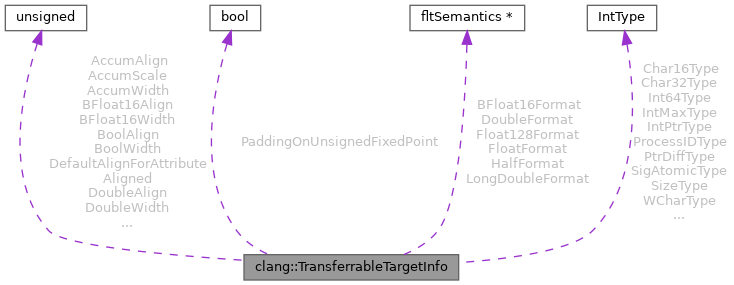 unsigned
bool
fltSemantics *
IntType
AccumAlign
AccumScale
AccumWidth
BFloat16Align
BFloat16Width
BoolAlign
BoolWidth
DefaultAlignForAttribute
Aligned
DoubleAlign
DoubleWidth
...
PaddingOnUnsignedFixedPoint
BFloat16Format
DoubleFormat
Float128Format
FloatFormat
HalfFormat
LongDoubleFormat
Char16Type
Char32Type
Int64Type
IntMaxType
IntPtrType
ProcessIDType
PtrDiffType
SigAtomicType
SizeType
WCharType
...
clang::TransferrableTargetInfo